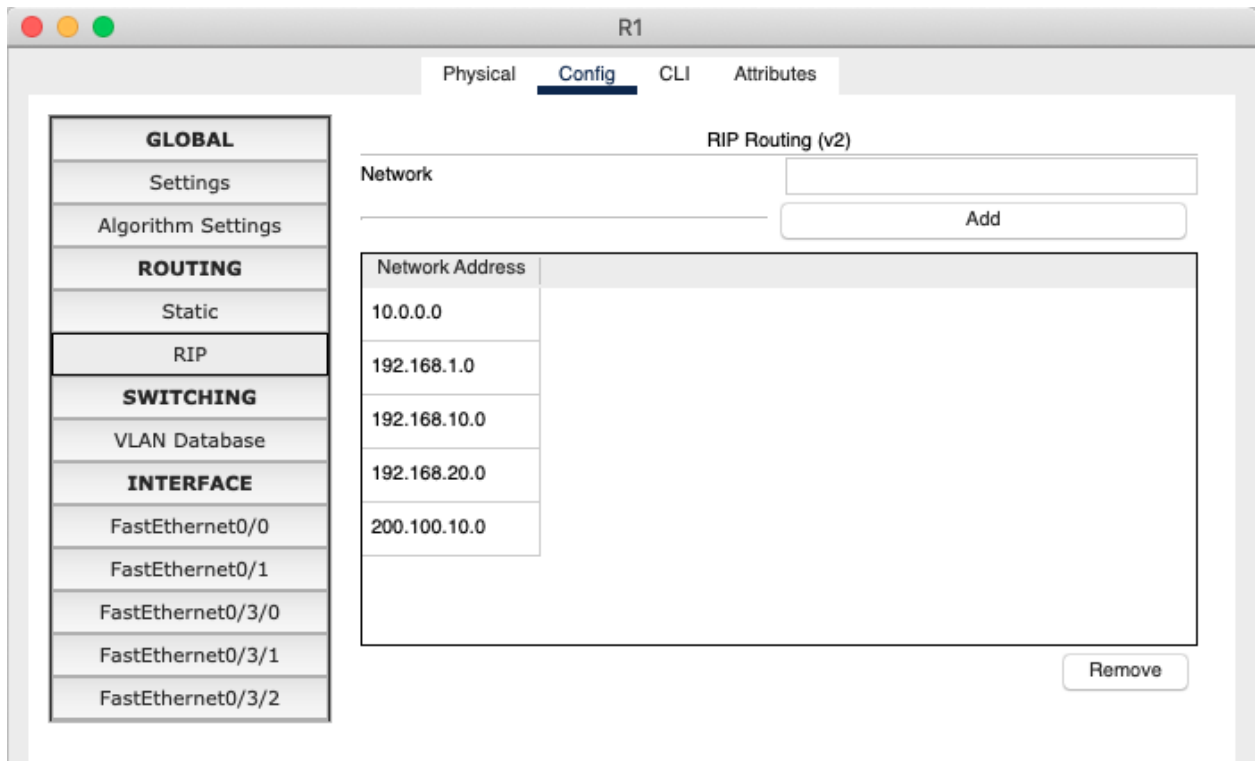 R1
Physical Config CLI Attributes
GLOBAL
Settings
Algorithm Settings
ROUTING
Static
RIP
SWITCHING
VLAN Database
INTERFACE
FastEthernet0/0
FastEthernet0/1
FastEthernet0/3/0
FastEthernet0/3/1
FastEthernet0/3/2
RIP Routing (v2)
Network
Add
Network Address
10.0.0.0
192.168.1.0
192.168.10.0
192.168.20.0
200.100.10.0
Remove